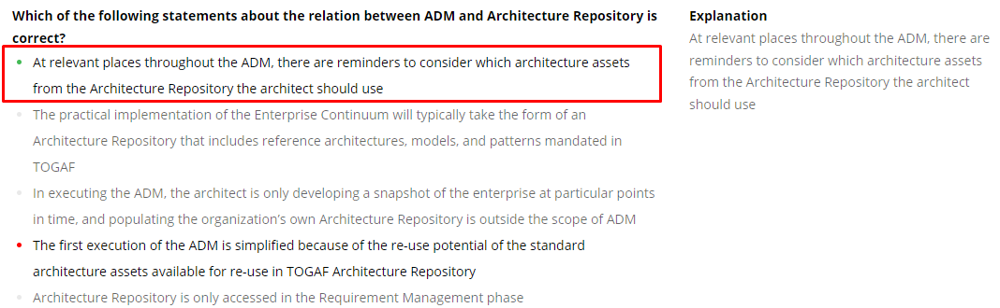 Which of the following statements about the relation between ADM and Architecture Repository is
correct?
At relevant places throughout the ADM, there are reminders to consider which architecture assets
from the Architecture Repository the architect should use
The practical implementation of the Enterprise Continuum will typically take the form of an
Architecture Repository that includes reference architectures, models, and patterns mandated in
TOGAF
In executing the ADM, the architect is only developing a snapshot of the enterprise at particular points
in time, and populating the organization’s own Architecture Repository is outside the scope of ADM
The first execution of the ADM is simplified because of the re-use potential of the standard
architecture assets available for re-use in TOGAF Architecture Repository
Architecture Repository is only accessed in the Requirement Management phase
Explanation
At relevant places throughout the ADM, there are
reminders to consider which architecture assets
from the Architecture Repository the architect
should use